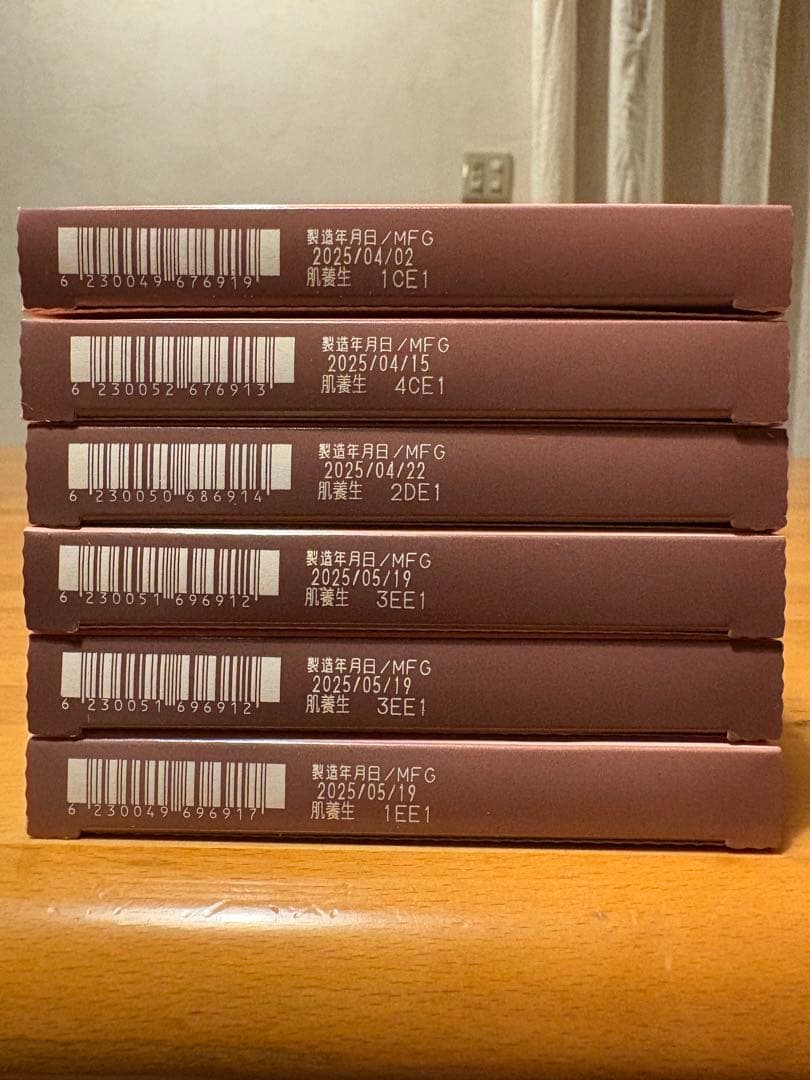 製造年月日/MFG
2025/04/02
6 230049 676919 肌養生 1CE1
製造年月日/MFG
2025/04/15
6 230052 676913 肌養生 4CE1
製造年月日/MFG
2025/04/22
6 230050 686914 肌養生 2DE1
製造年月日/MFG
2025/05/19
6 230051 696912 肌養生 3EE1
製造年月日/MFG
2025/05/19
6 230051 696912 肌養生 3EE1
製造年月日/MFG
2025/05/19
6 230049 696917 肌養生 1EE1